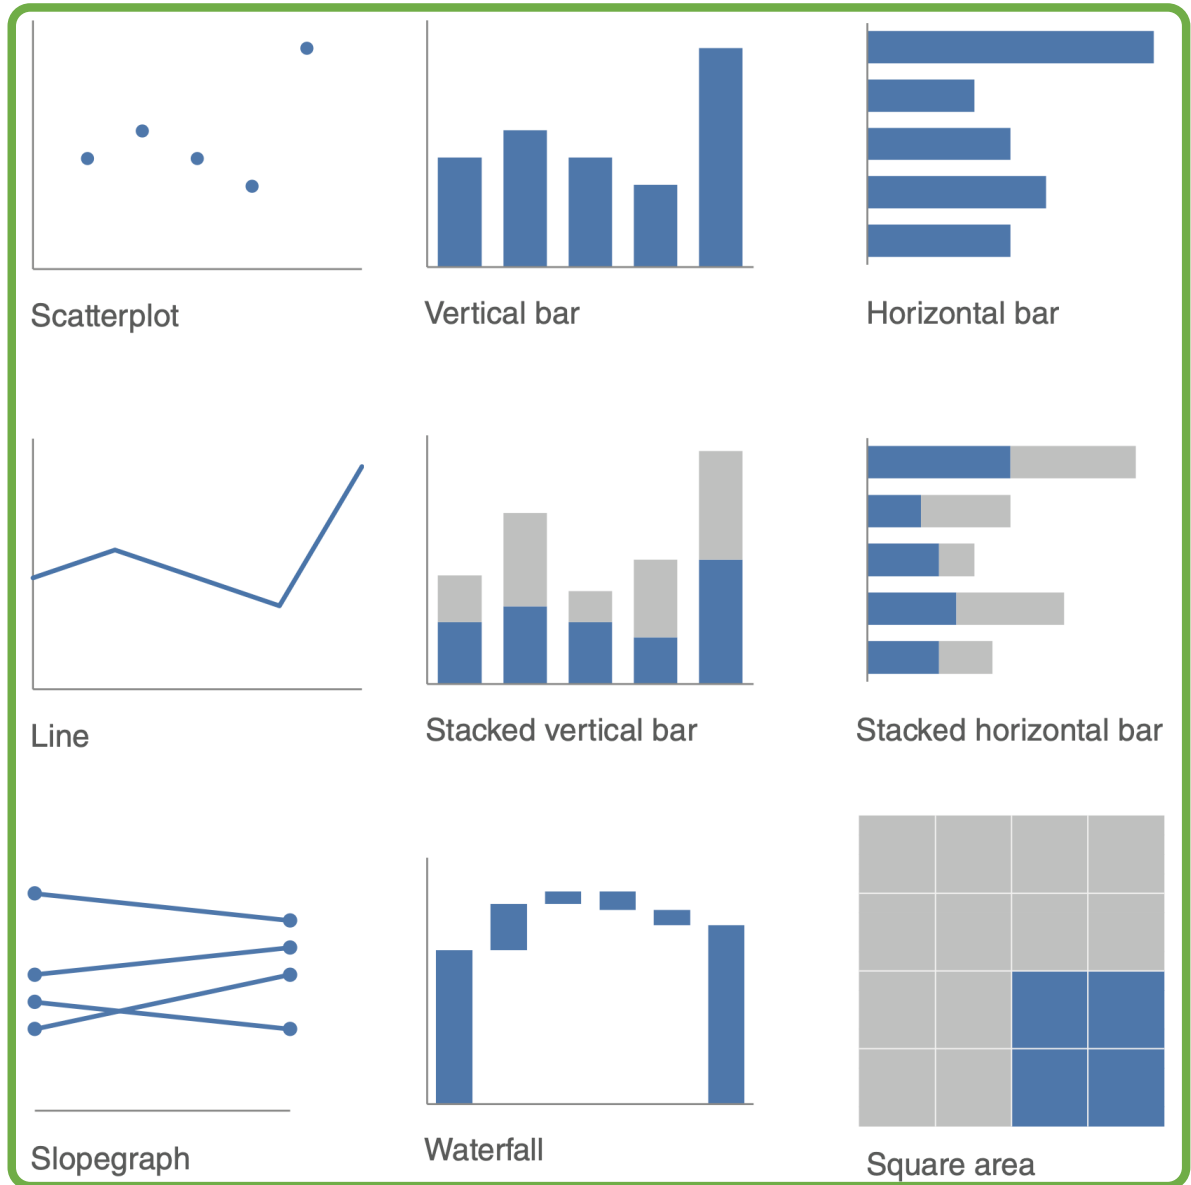 Scatterplot
Vertical bar
Horizontal bar
Line
Stacked vertical bar
Stacked horizontal bar
Slopegraph
Waterfall
Square area